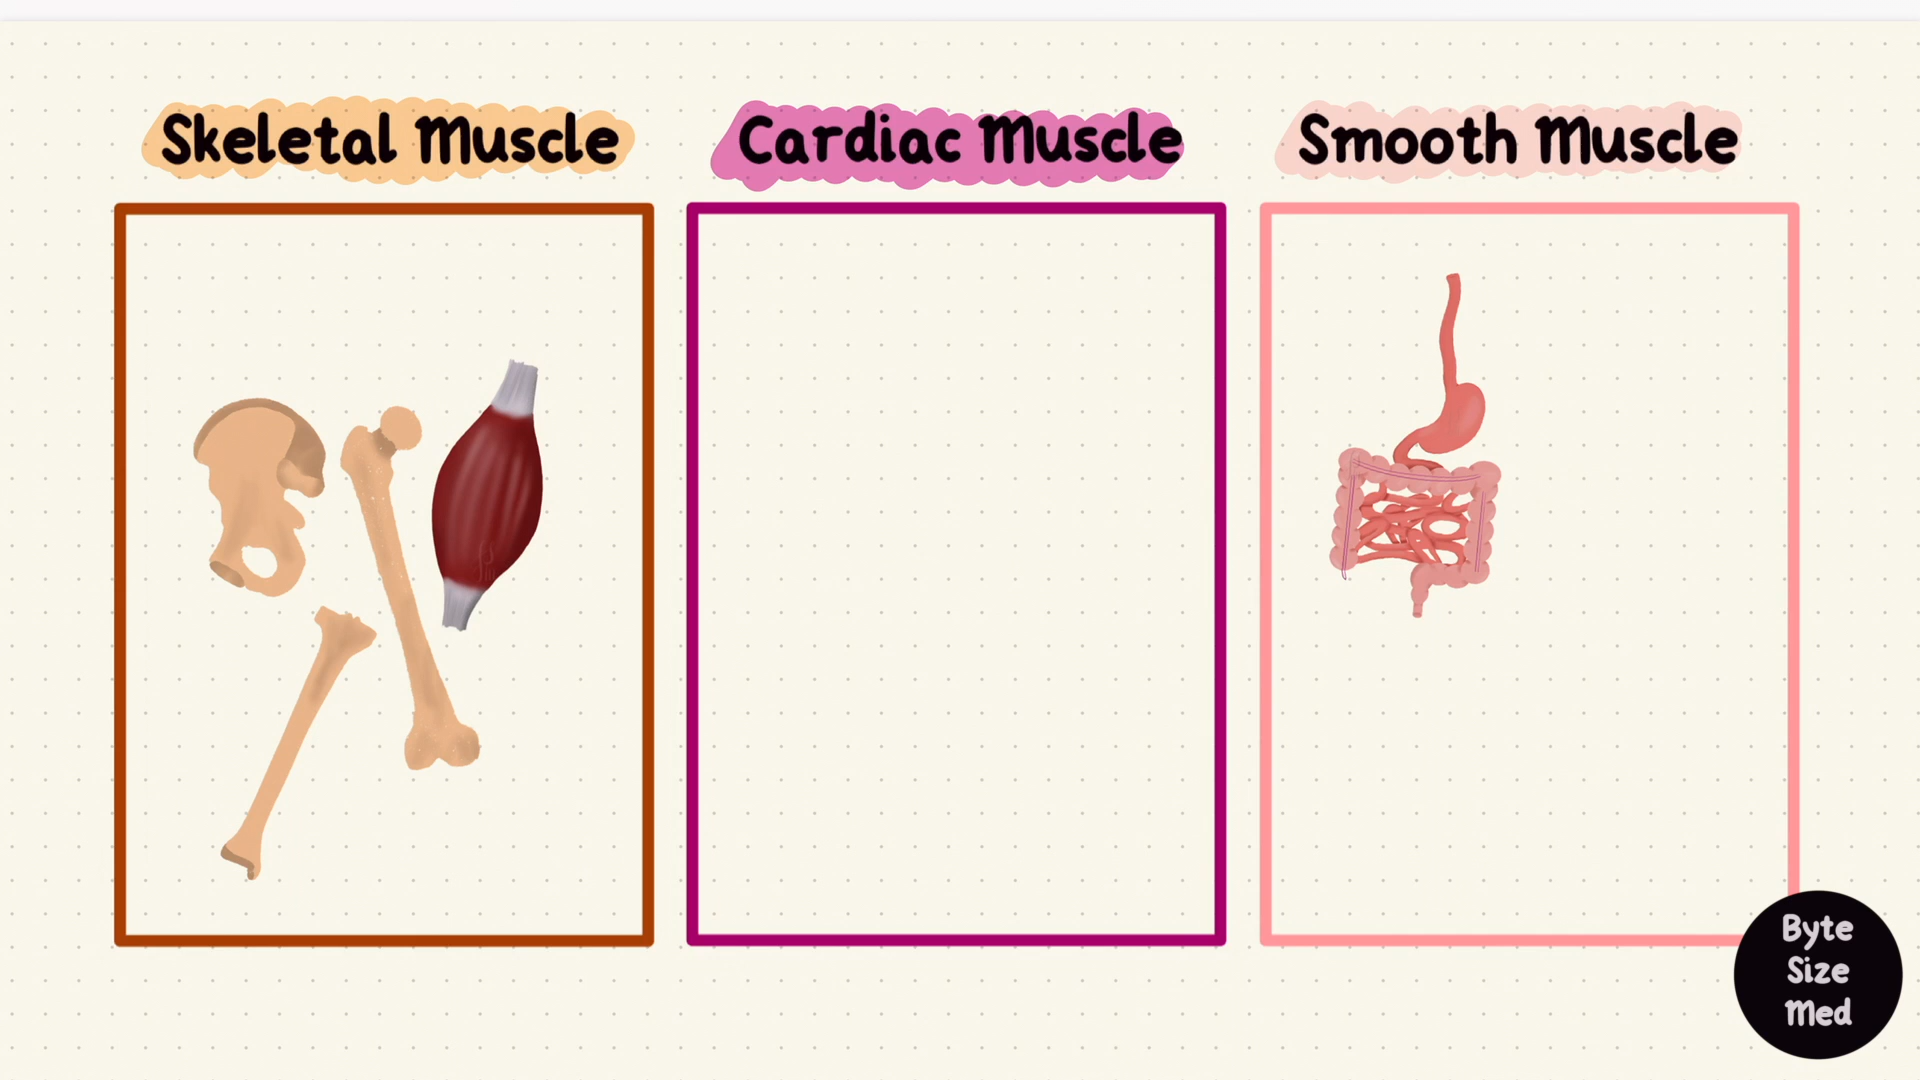 Skeletal Muscle
Cardiac Muscle
Smooth Muscle
Byte
Size
Med